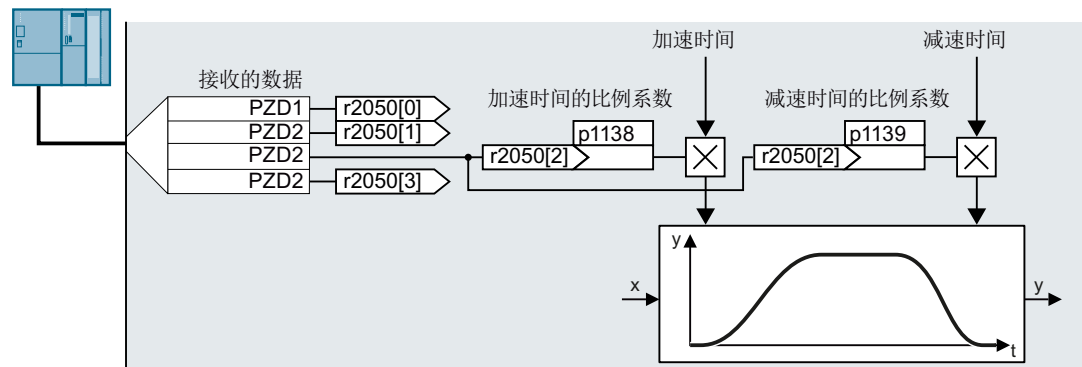 加速时间
减速时间
接收的数据
加速时间的比例系数
减速时间的比例系数
PZD1
r2050[0]
PZD2
r2050[1]
PZD2
PZD2
r2050[3]
p1138
r2050[2]
p1139
r2050[2]
y
x
y
t